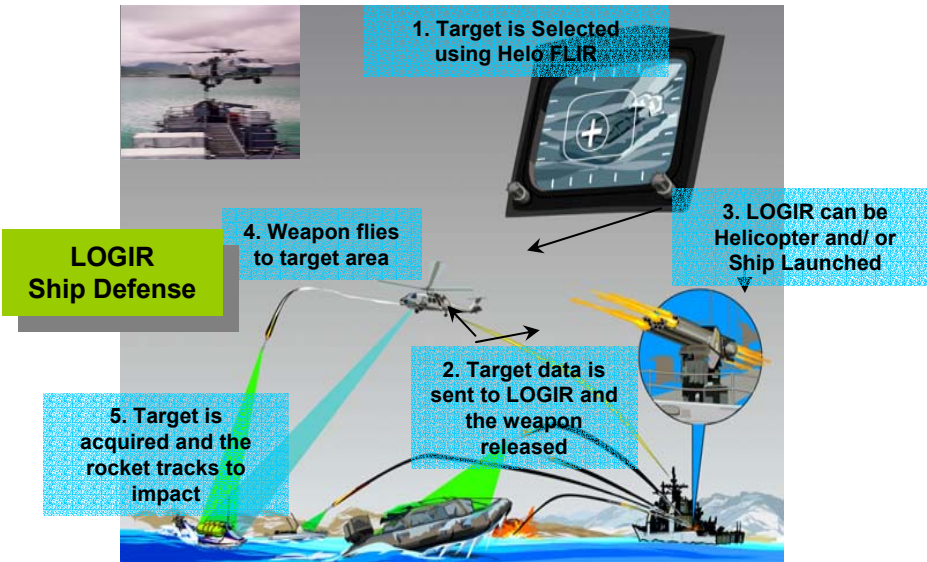 1. Target is Selected
using Helo FLIR
3. LOGIR can be
Helicopter and/ or
Ship Launched
4. Weapon flies
to target area
LOGIR
Ship Defense
2. Target data is
sent to LOGIR and
the weapon
released
5. Target is
acquired and the
rocket tracks to
impact